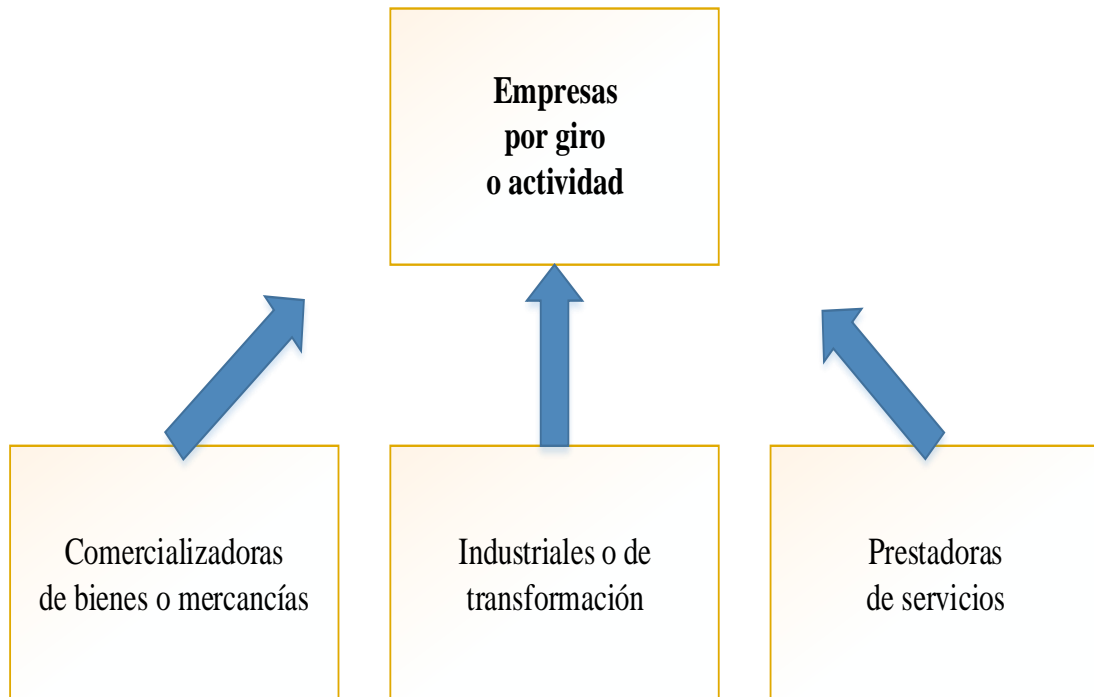 Empresas
por giro
o actividad
Comercializadoras
de bienes o mercancías
Industriales o de
transformación
Prestadoras
de servicios